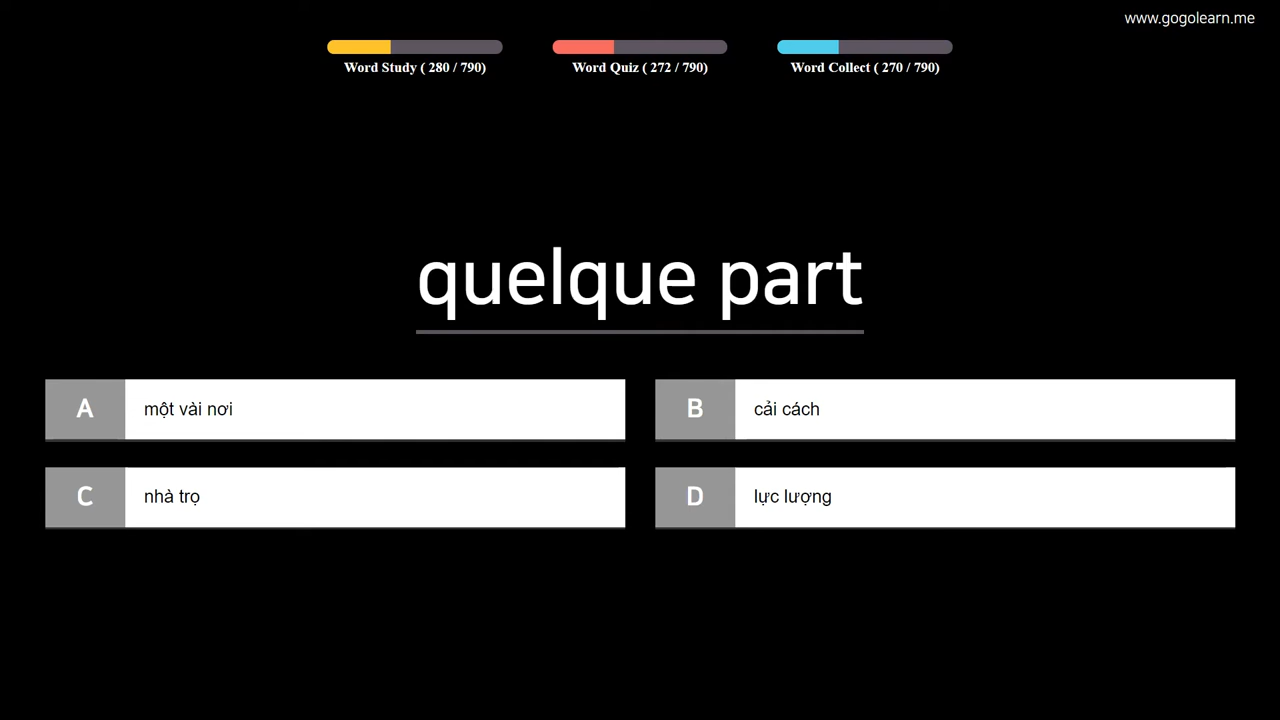 www.gogolearn.me
Word Study ( 280 / 790)
Word Quiz ( 272 / 790)
Word Collect ( 270 / 790)
quelque part
A một vài nơi
B cải cách
C nhà trọ
D lực lượng